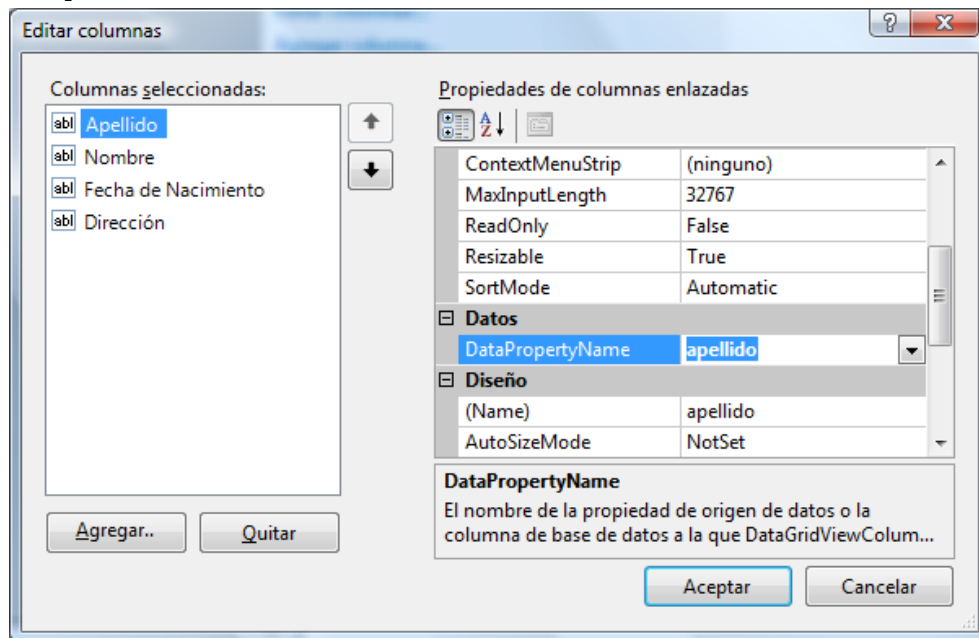 Editar columnas
Columnas seleccionadas:
Apellido
Nombre
Fecha de Nacimiento
Dirección
Agregar..
Quitar
Propiedades de columnas enlazadas
ContextMenuStrip (ninguno)
MaxInputLength 32767
ReadOnly False
Resizable True
SortMode Automatic
Datos
DataPropertyName apellido
Diseño
(Name) apellido
AutoSizeMode NotSet
DataPropertyName
El nombre de la propiedad de origen de datos o la
columna de base de datos a la que DataGridViewColum...
Aceptar
Cancelar